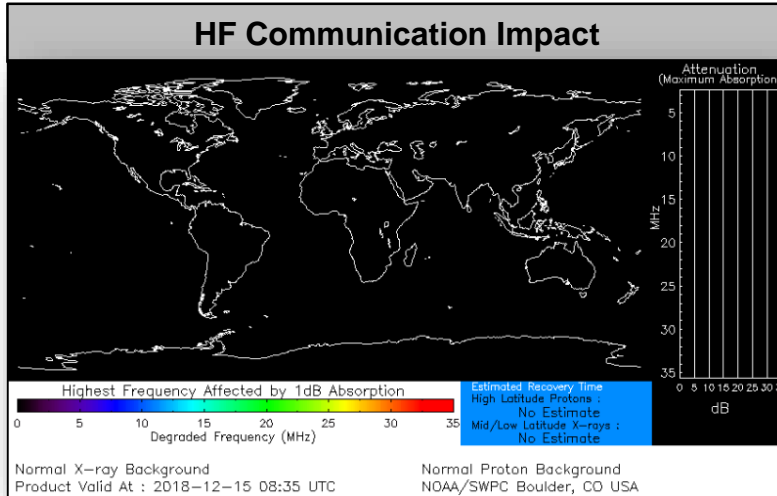 HF Communication Impact
Attenuation
(Maximum Absorption
MHz
5
10
15
20
25
30
35
0 5 10 15 20 25 30
dB
Highest Frequency Affected by 1dB Absorption
0 5 10 15 20 25 30 35
Degraded Frequency (MHz)
Estimated Recovery Time
High Latitude Protons :
No Estimate
Mid/Low Latitude X-rays :
No Estimate
Normal X-ray Background
Product Valid At : 2018-12-15 08:35 UTC
Normal Proton Background
NOAA/SWPC Boulder, CO USA